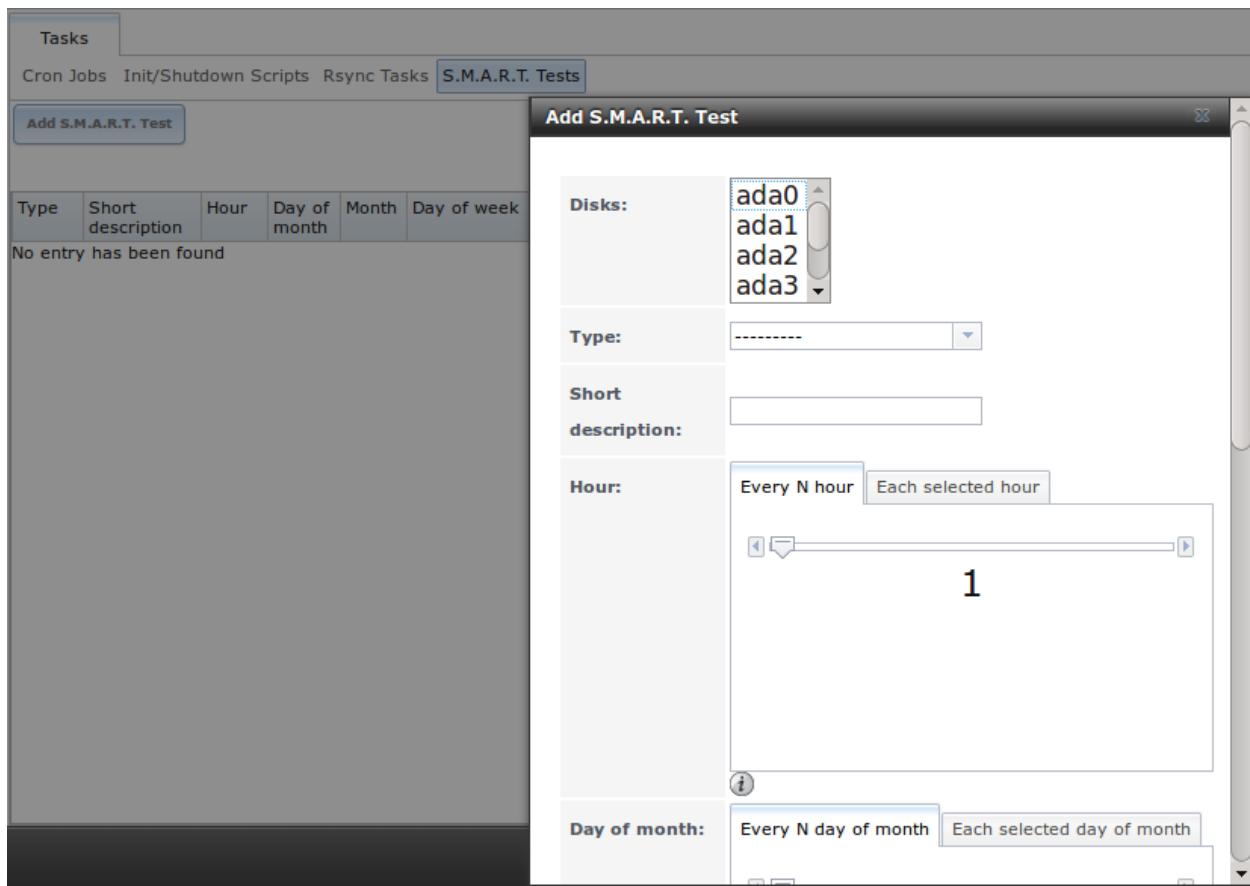 Tasks
Cron Jobs Init/Shutdown Scripts Rsync Tasks S.M.A.R.T. Tests
Add S.M.A.R.T. Test
Type Short description Hour Day of month Month Day of week
No entry has been found
Add S.M.A.R.T. Test
Disks:
ada0
ada1
ada2
ada3
Type:
---------
Short
description:
Hour:
Every N hour Each selected hour
1
i
Day of month:
Every N day of month Each selected day of month